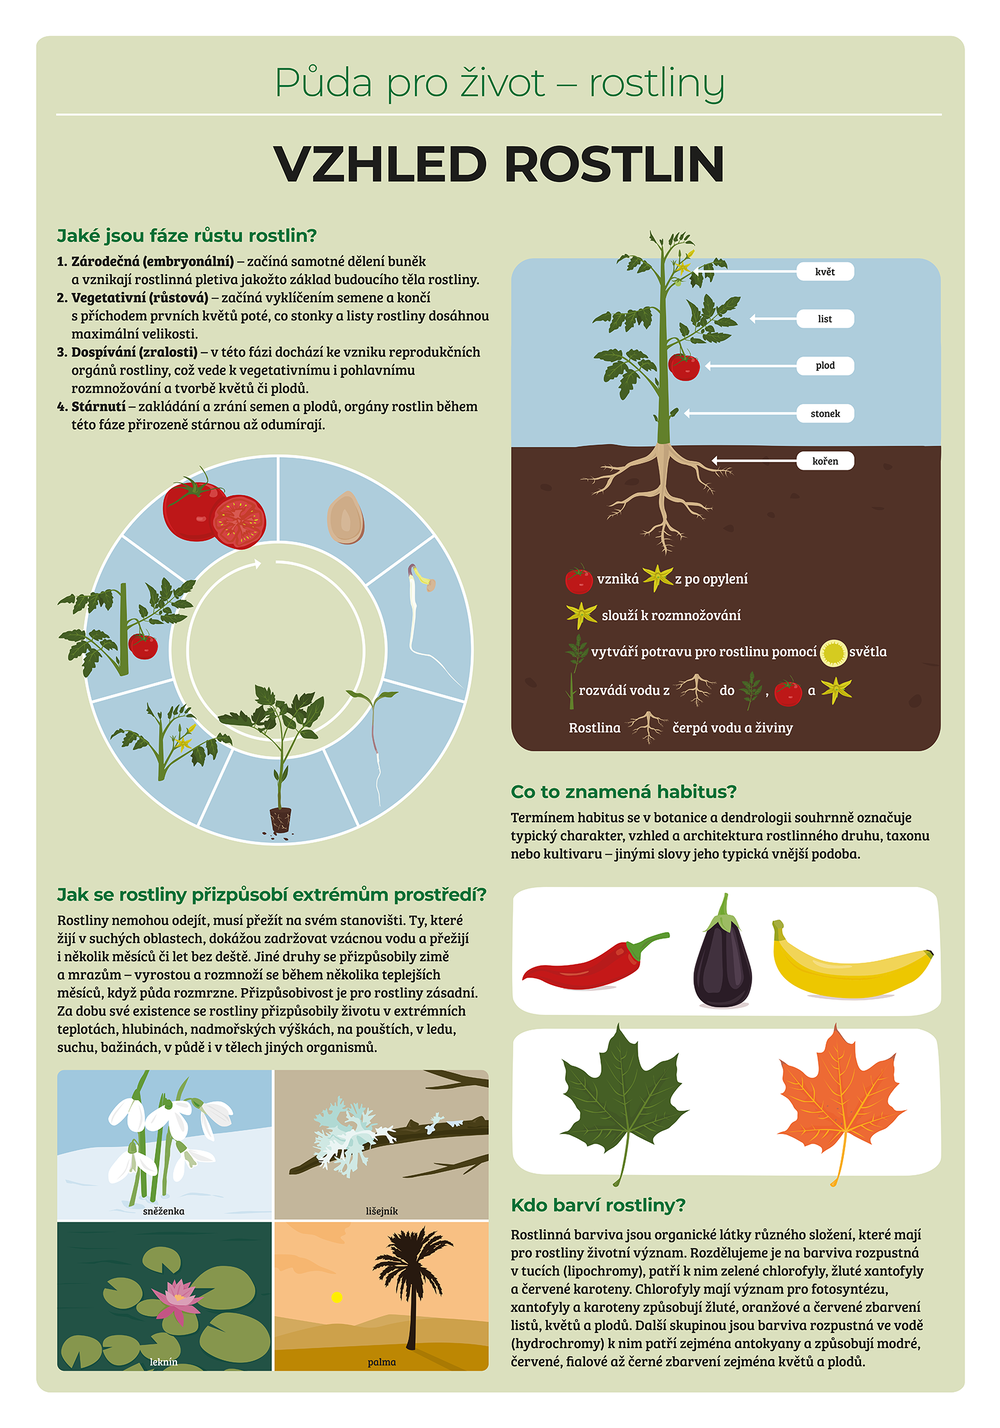 Půda pro život – rostliny
VZHLED ROSTLIN
Jaké jsou fáze růstu rostlin?
1. Zárodečná (embryonální) – začíná samotné dělení buněk
a vznikají rostlinná pletiva jakožto základ budoucího těla rostliny.
2. Vegetativní (růstová) – začíná vyklíčením semene a končí
s příchodem prvních květů poté, co stonky a listy rostliny dosáhnou
maximální velikosti.
3. Dospívání (zralosti) – v této fázi dochází ke vzniku reprodukčních
orgánů rostliny, což vede k vegetativnímu i pohlavnímu
rozmnožování a tvorbě květů či plodů.
4. Stárnutí – zakládání a zrání semen a plodů, orgány rostlin během
této fáze přirozeně stárnou až odumírají.
květ
list
plod
stonek
kořen
vzniká z po opylení
slouží k rozmnožování
vytváří potravu pro rostlinu pomocí světla
rozvádí vodu z do , a
Rostlina čerpá vodu a živiny
Co to znamená habitus?
Termínem habitus se v botanice a dendrologii souhrnně označuje
typický charakter, vzhled a architektura rostlinného druhu, taxonu
nebo kultivaru – jinými slovy jeho typická vnější podoba.
Jak se rostliny přizpůsobí extrémům prostředí?
Rostliny nemohou odejít, musí přežít na svém stanovišti. Ty, které
žijí v suchých oblastech, dokážou zadržovat vzácnou vodu a přežijí
i několik měsíců či let bez deště. Jiné druhy se přizpůsobily zimě
a mrazům – vyrostou a rozmnoží se během několika teplejších
měsíců, když půda rozmrzne. Přizpůsobivost je pro rostliny zásadní.
Za dobu své existence se rostliny přizpůsobily životu v extrémních
teplotách, hlubinách, nadmořských výškách, na pouštích, v ledu,
suchu, bažinách, v půdě i v tělech jiných organismů.
sněženka
lišejník
leknín
palma
Kdo barví rostliny?
Rostlinná barviva jsou organické látky různého složení, které mají
pro rostliny životní význam. Rozdělujeme je na barviva rozpustná
v tucích (lipochromy), patří k nim zelené chlorofyly, žluté xantofyly
a červené karoteny. Chlorofyly mají význam pro fotosyntézu,
xantofyly a karoteny způsobují žluté, oranžové a červené zbarvení
listů, květů a plodů. Další skupinou jsou barviva rozpustná ve vodě
(hydrochromy) k nim patří zejména antokyany a způsobují modré,
červené, fialové až černé zbarvení zejména květů a plodů.